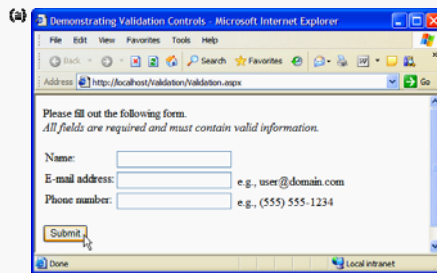 (a)
Demonstrating Validation Controls - Microsoft Internet Explorer
File Edit View Favorites Tools Help
Back Search Favorites
Address http://localhost/Validation/Validation.aspx Go
Please fill out the following form.
All fields are required and must contain valid information.
Name:
E-mail address: e.g., user@domain.com
Phone number: e.g., (555) 555-1234
Submit
Done Local intranet